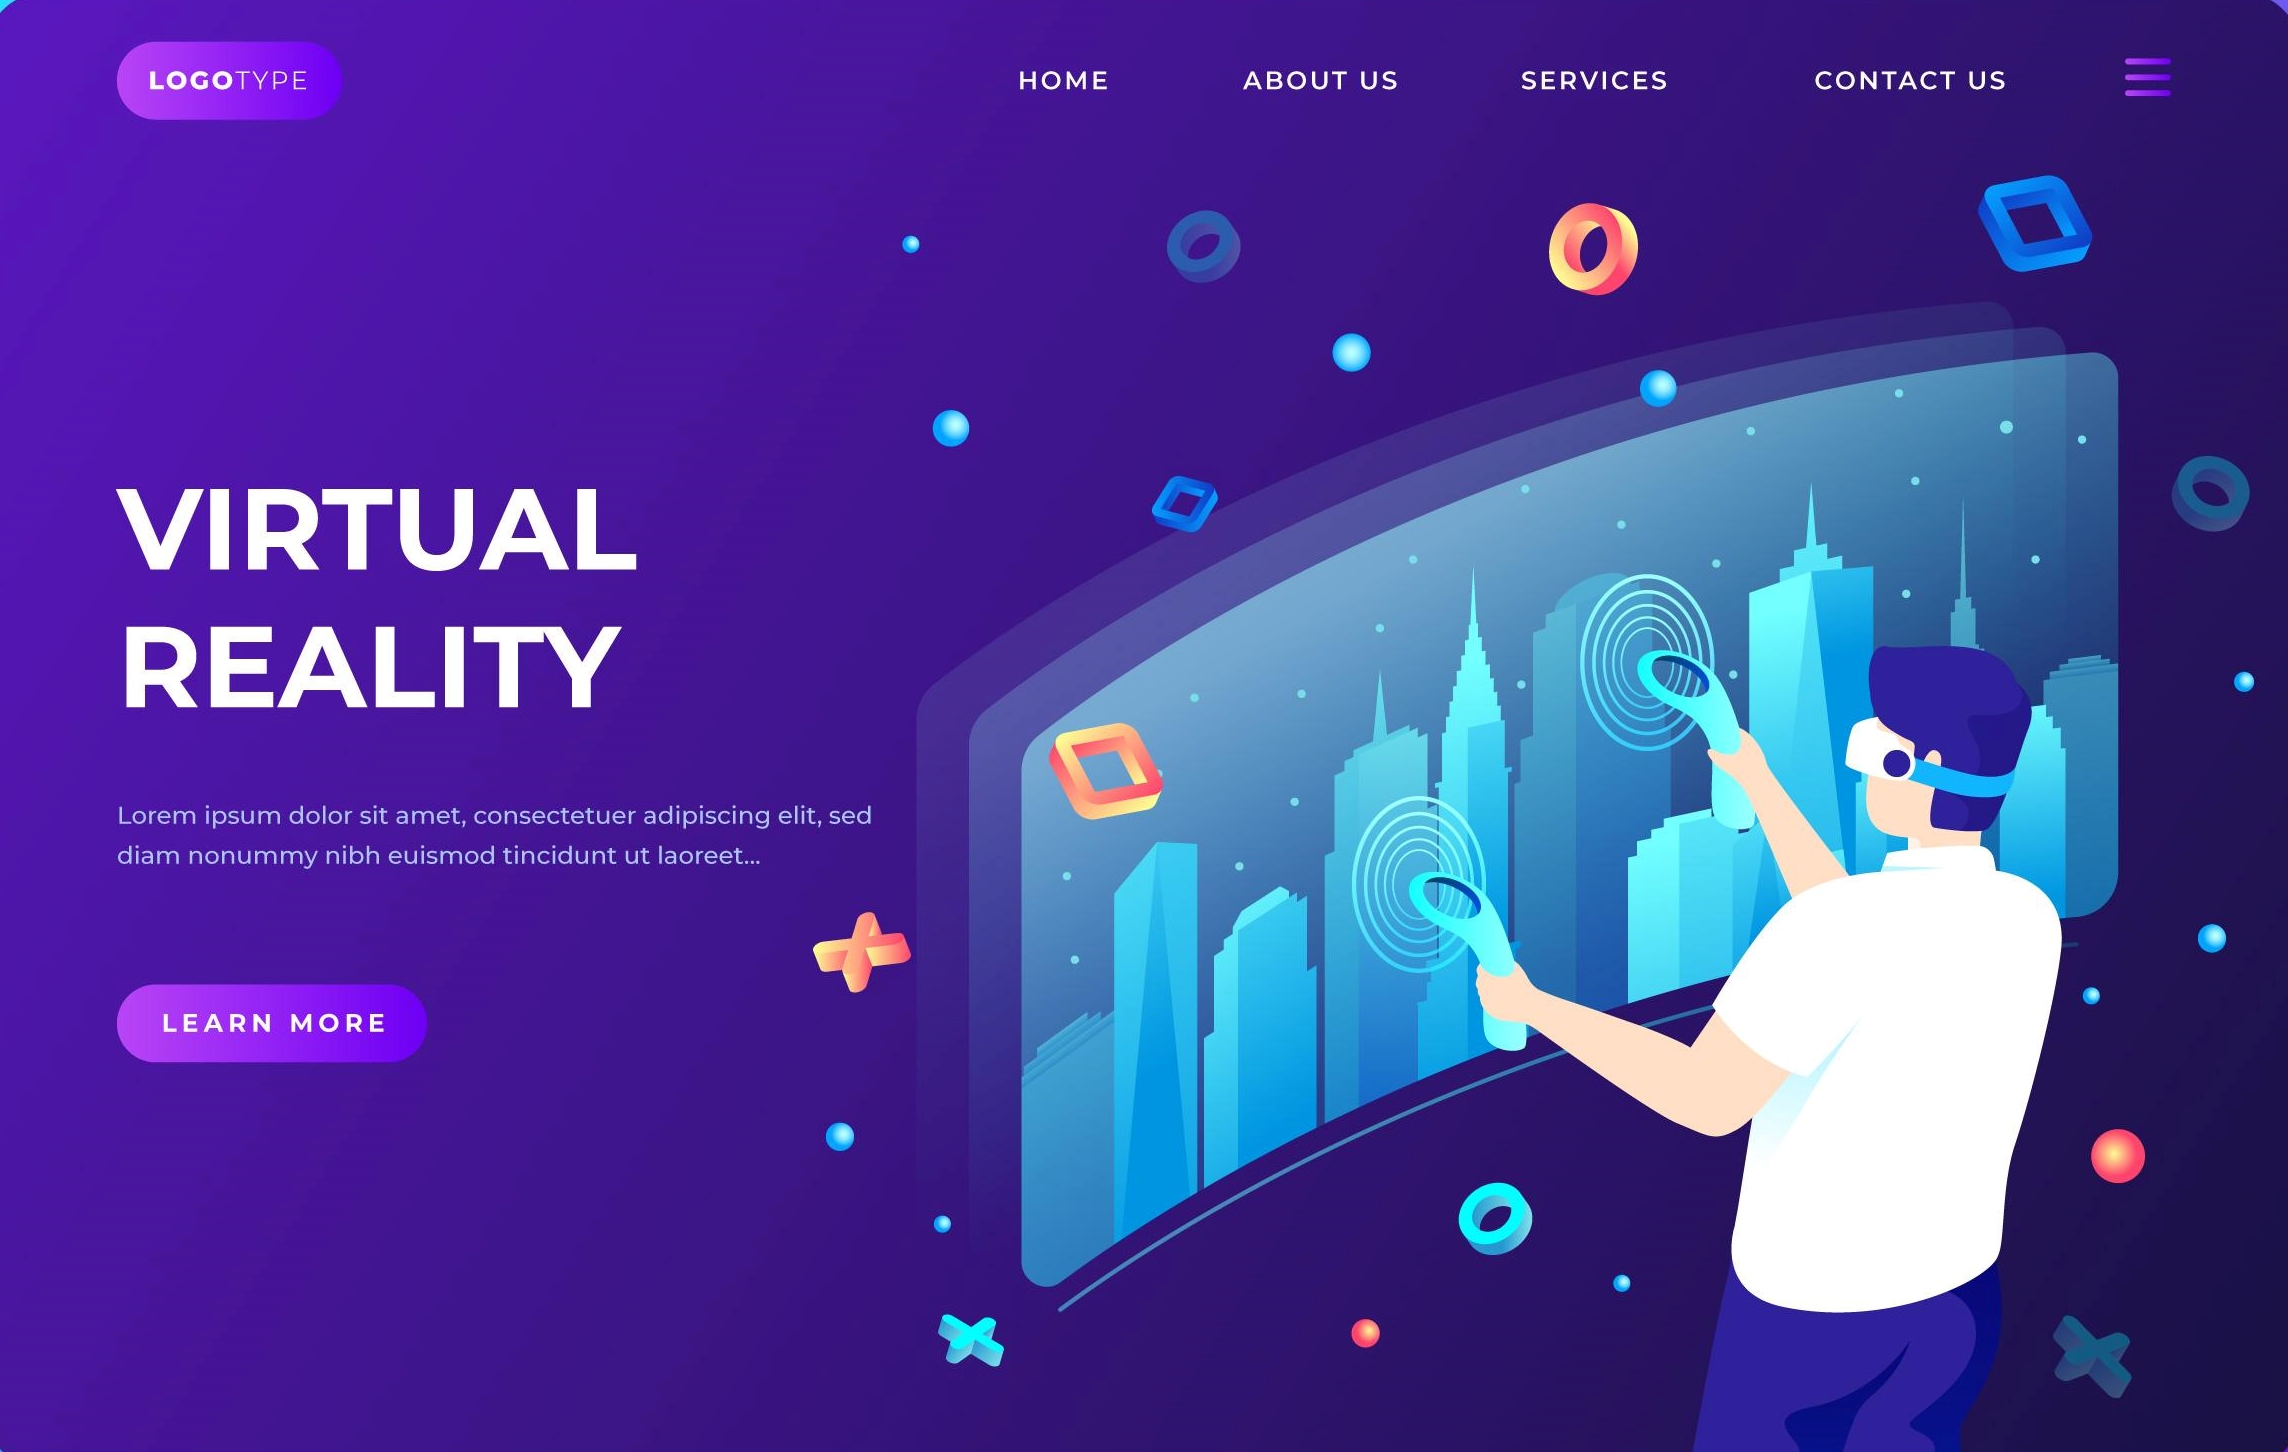 LOGOTYPE
HOME ABOUT US SERVICES CONTACT US
VIRTUAL
REALITY
Lorem ipsum dolor sit amet, consectetuer adipiscing elit, sed
diam nonummy nibh euismod tincidunt ut laoreet...
LEARN MORE